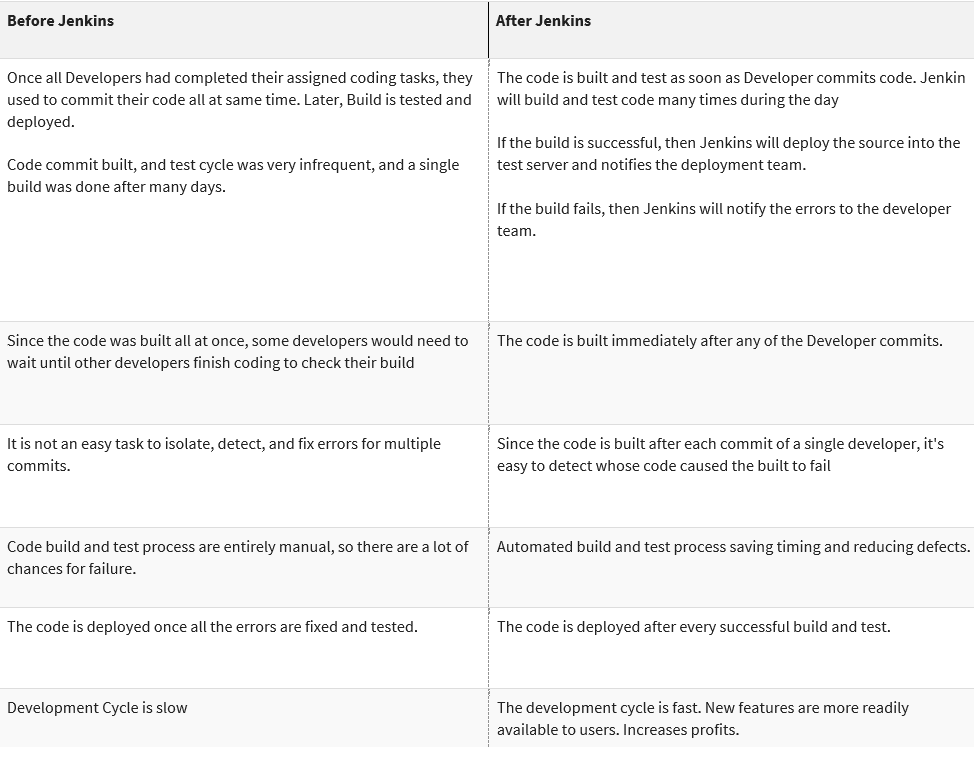 Before Jenkins
After Jenkins
Once all Developers had completed their assigned coding tasks, they
used to commit their code all at same time. Later, Build is tested and
deployed.
Code commit built, and test cycle was very infrequent, and a single
build was done after many days.
The code is built and test as soon as Developer commits code. Jenkin
will build and test code many times during the day
If the build is successful, then Jenkins will deploy the source into the
test server and notifies the deployment team.
If the build fails, then Jenkins will notify the errors to the developer
team.
Since the code was built all at once, some developers would need to
wait until other developers finish coding to check their build
The code is built immediately after any of the Developer commits.
It is not an easy task to isolate, detect, and fix errors for multiple
commits.
Since the code is built after each commit of a single developer, it's
easy to detect whose code caused the built to fail
Code build and test process are entirely manual, so there are a lot of
chances for failure.
Automated build and test process saving timing and reducing defects.
The code is deployed once all the errors are fixed and tested.
The code is deployed after every successful build and test.
Development Cycle is slow
The development cycle is fast. New features are more readily
available to users. Increases profits.